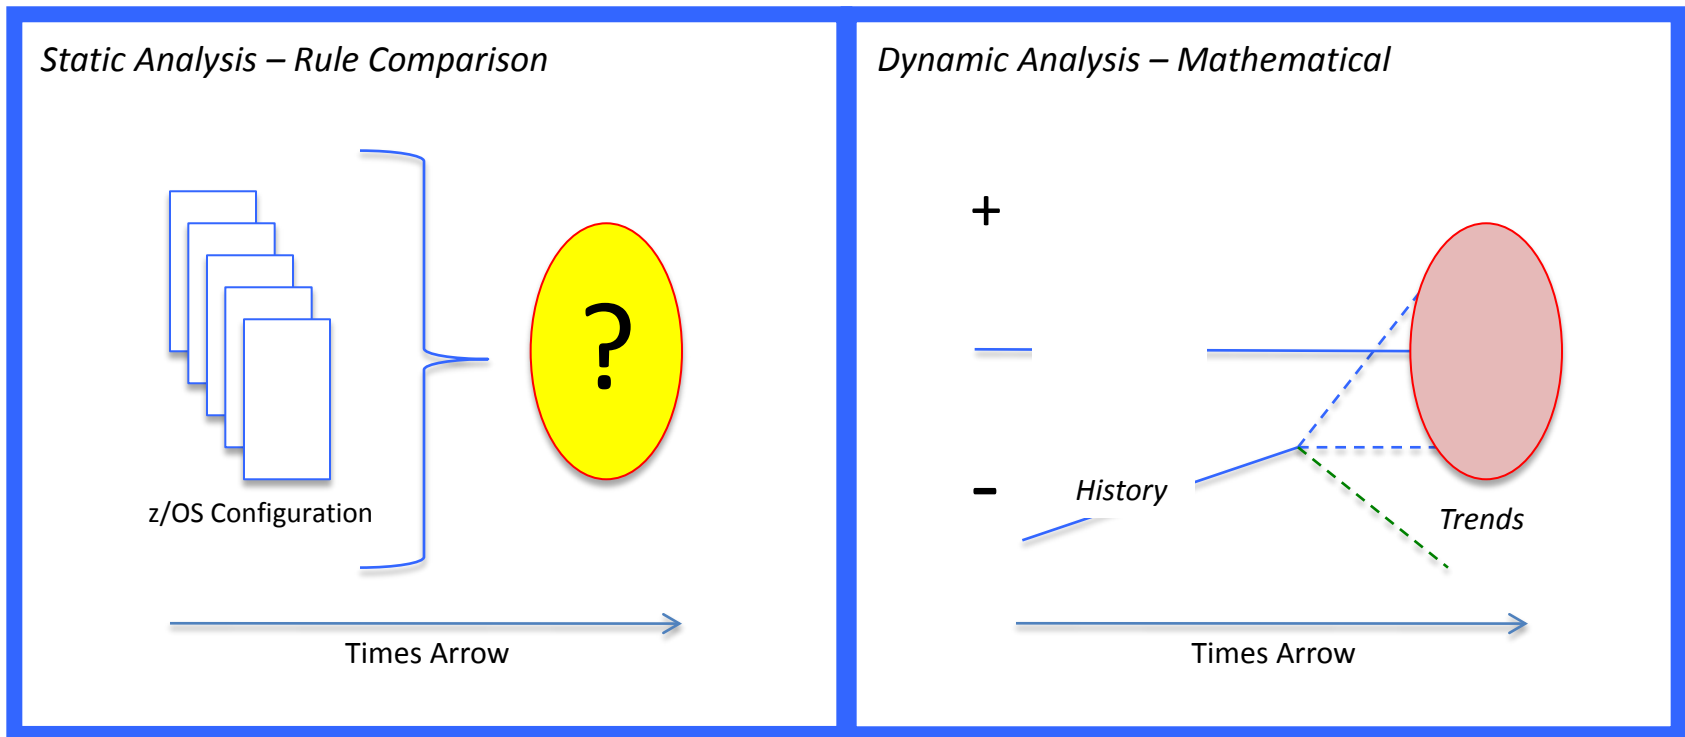 Static Analysis – Rule Comparison
?
z/OS Configuration
Times Arrow
Dynamic Analysis – Mathematical
+
-
History
Trends
Times Arrow